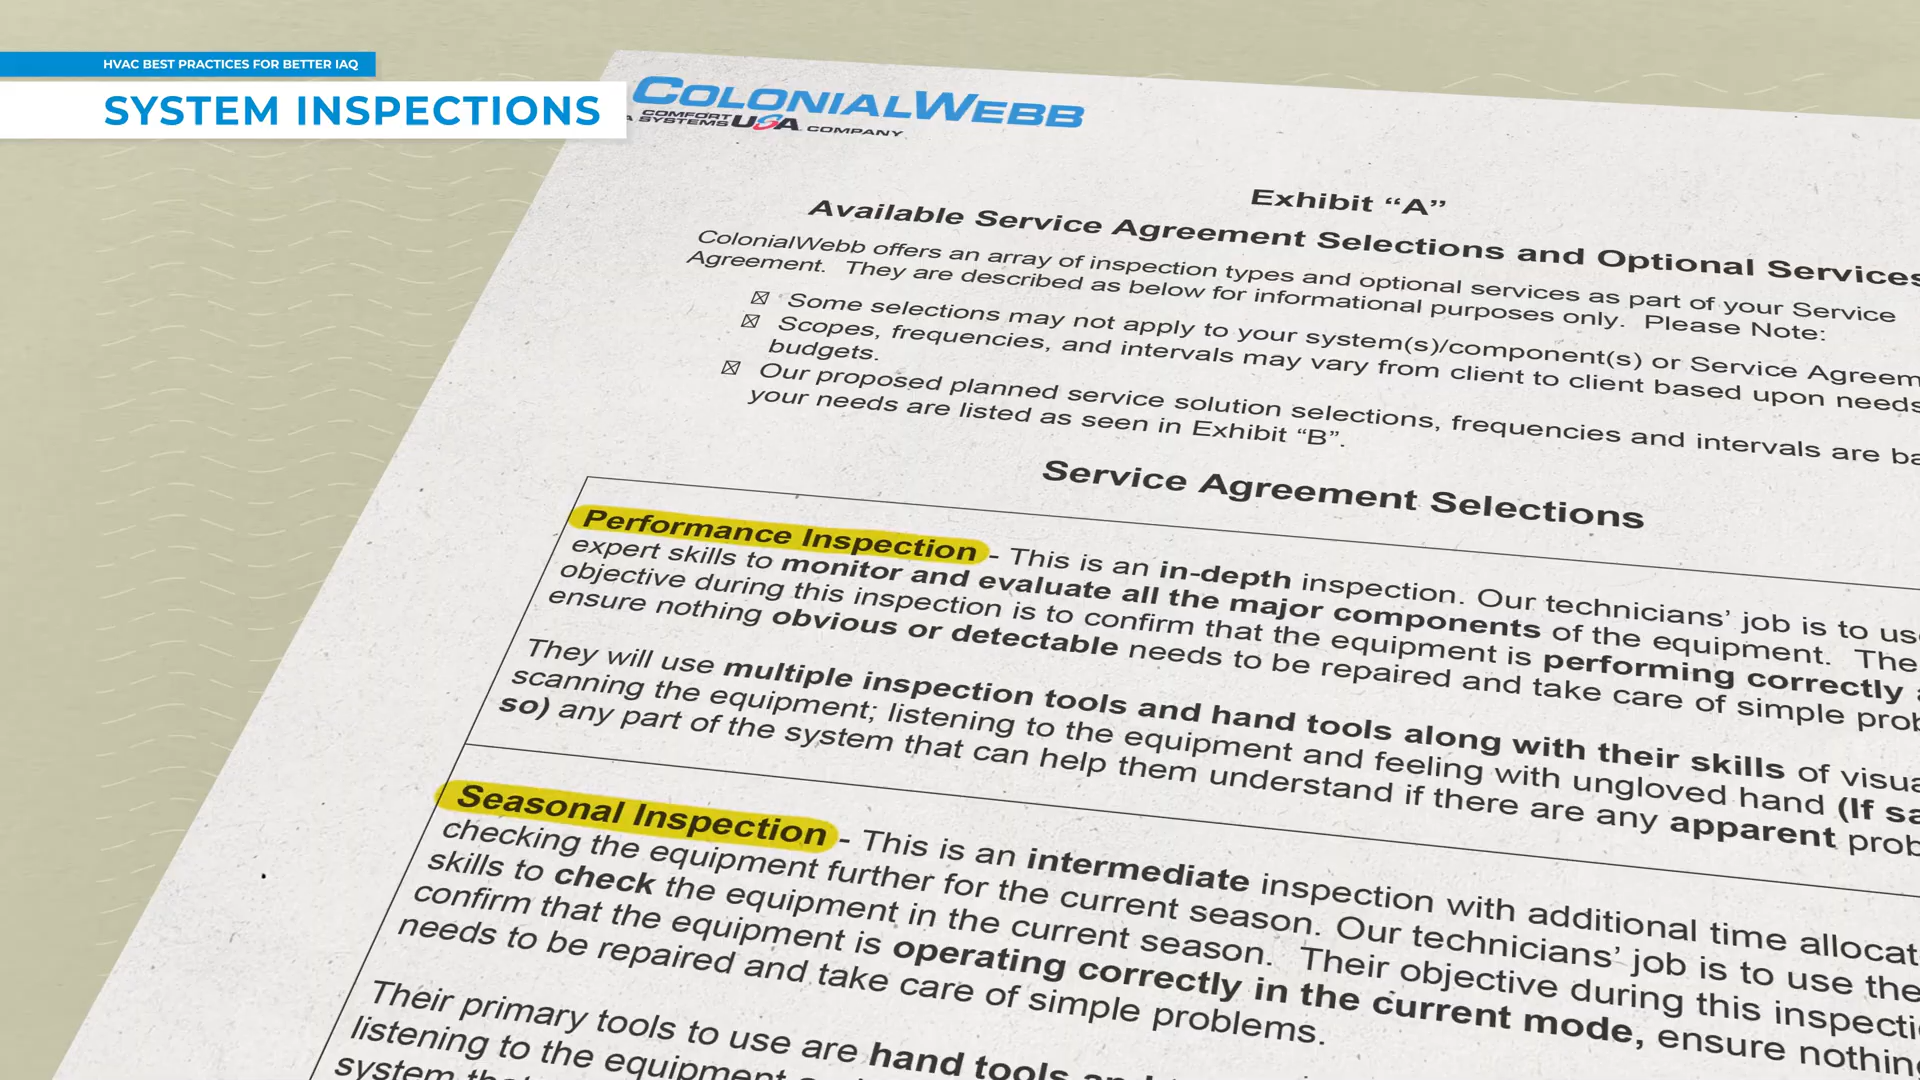 HVAC BEST PRACTICES FOR BETTER IAQ
SYSTEM INSPECTIONS
COLONIALWEBB
COMFORT SYSTEMS USA COMPANY
Exhibit “A”
Available Service Agreement Selections and Optional Services
ColonialWebb offers an array of inspection types and optional services as part of your Service
Agreement. They are described as below for informational purposes only. Please Note:
☒ Some selections may not apply to your system(s)/component(s) or Service
☒ Scopes, frequencies, and intervals may vary from client to client based upon needs
budgets.
☒ Our proposed planned service solution selections, frequencies and intervals are
your needs are listed as seen in Exhibit “B”.
Service Agreement Selections
Performance Inspection - This is an in-depth inspection. Our technicians’ job is to
expert skills to monitor and evaluate all the major components of the equipment. The
objective during this inspection is to confirm that the equipment is performing correctly
ensure nothing obvious or detectable needs to be repaired and take care of simple
They will use multiple inspection tools and hand tools along with their skills of
scanning the equipment; listening to the equipment and feeling with ungloved hand (If
so) any part of the system that can help them understand if there are any apparent
Seasonal Inspection - This is an intermediate inspection with additional time
checking the equipment further for the current season. Our technicians’ job is to use
skills to check the equipment in the current season. Their objective during this
confirm that the equipment is operating correctly in the current mode, ensure
needs to be repaired and take care of simple problems.
Their primary tools to use are hand tools
listening to the equipment
system